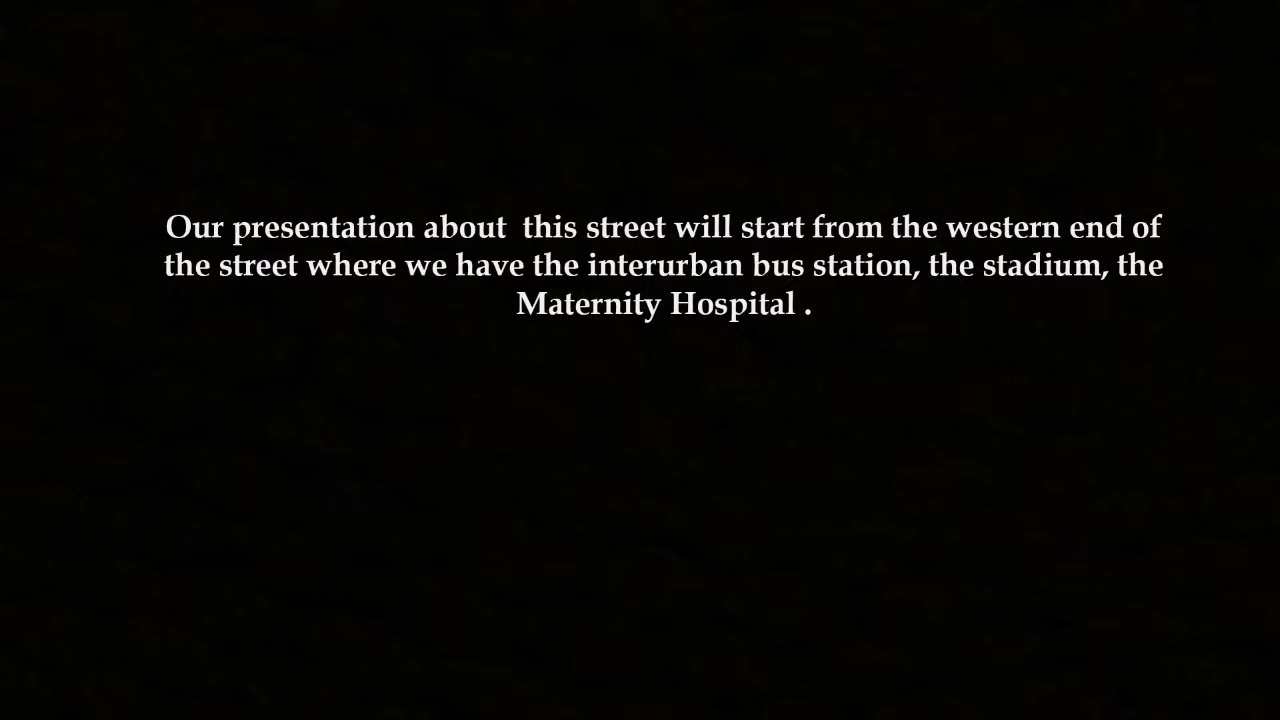 Our presentation about  this street will start from the western end of
the street where we have the interurban bus station, the stadium, the
Maternity Hospital .